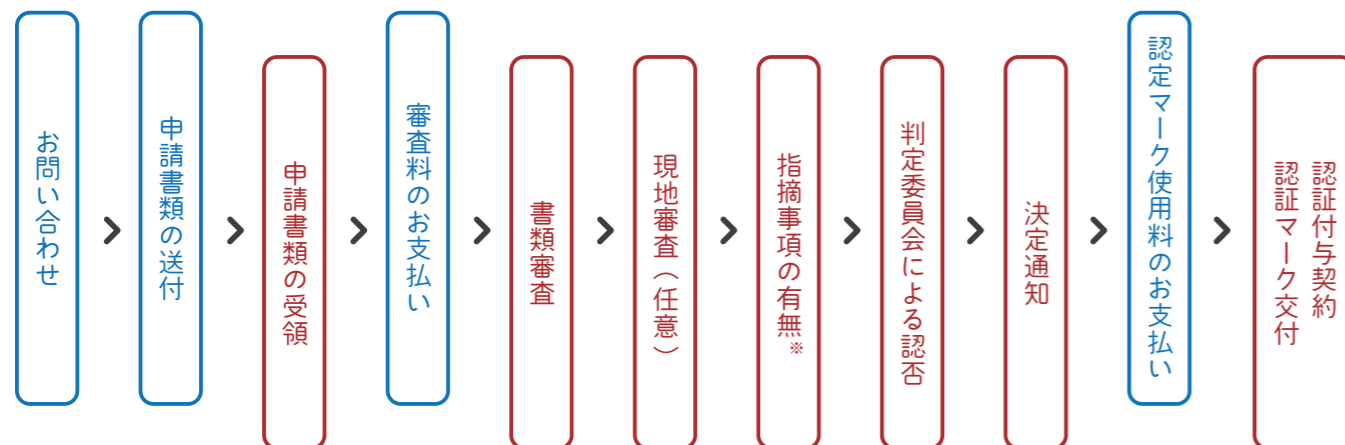 お問い合わせ
申請書類の送付
申請書類の受領
審査料のお支払い
書類審査
現地審査（任意）
指摘事項の有無※
判定委員会による認否
決定通知
認定マーク使用料のお支払い
認証付与契約
認証マーク交付